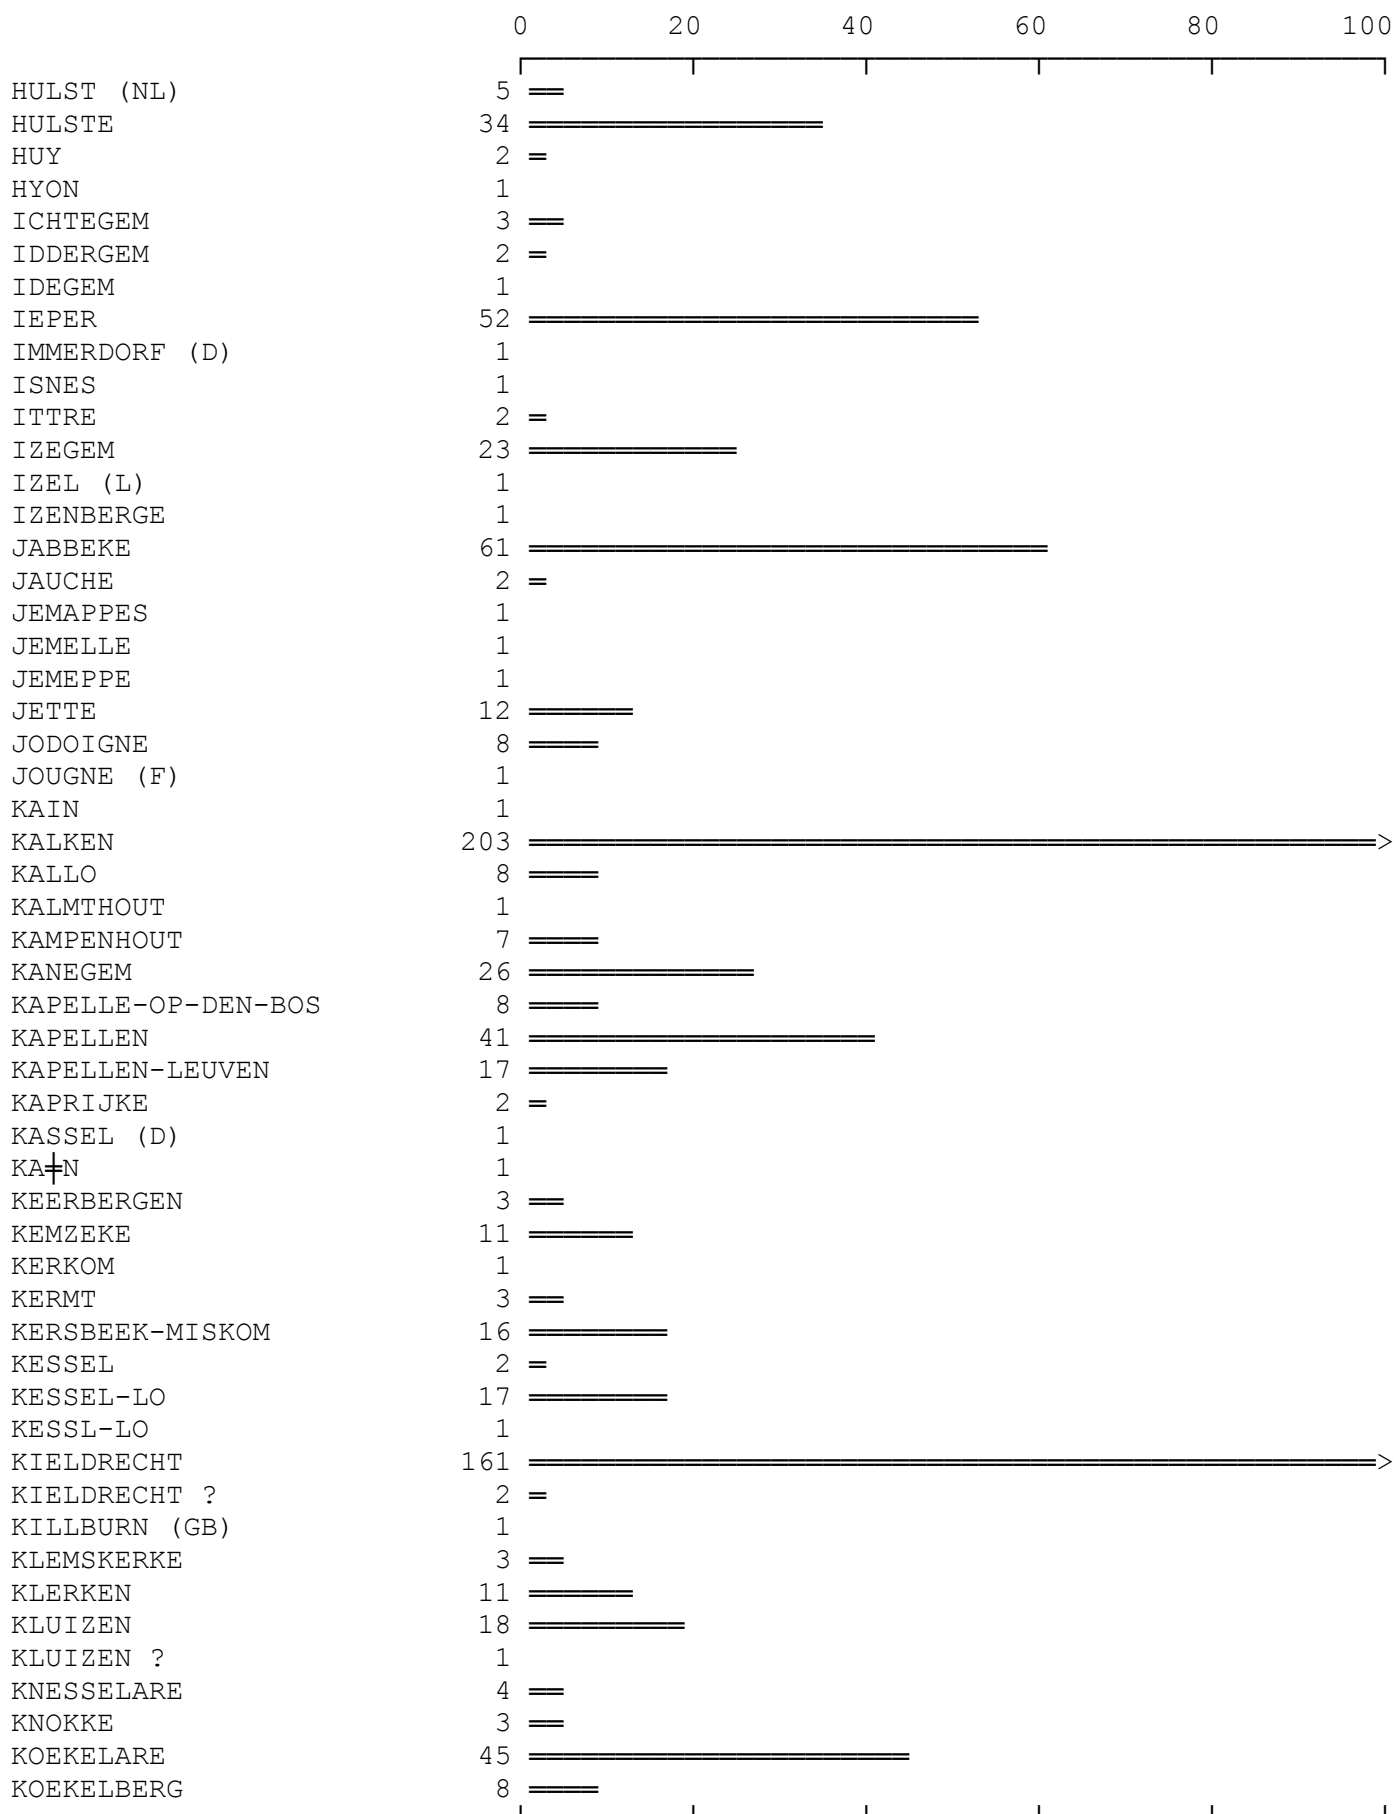 0 20 40 60 80 100
HULST (NL) 5
HULSTE 34
HUY 2
HYON 1
ICHTEGEM 3
IDDERGEM 2
IDEGEM 1
IEPER 52
IMMERDORF (D) 1
ISNES 1
ITTRE 2
IZEGEM 23
IZEL (L) 1
IZENBERGE 1
JABBEKE 61
JAUCHE 2
JEMAPPES 1
JEMELLE 1
JEMEPPE 1
JETTE 12
JODOIGNE 8
JOUGNE (F) 1
KAIN 1
KALKEN 203 >
KALLO 8
KALMTHOUT 1
KAMPENHOUT 7
KANEGEM 26
KAPELLE-OP-DEN-BOS 8
KAPELLEN 41
KAPELLEN-LEUVEN 17
KAPRIJKE 2
KASSEL (D) 1
KA╪N 1
KEERBERGEN 3
KEMZEKE 11
KERKOM 1
KERMT 3
KERSBEEK-MISKOM 16
KESSEL 2
KESSEL-LO 17
KESSL-LO 1
KIELDRECHT 161 >
KIELDRECHT ? 2
KILLBURN (GB) 1
KLEMSKERKE 3
KLERKEN 11
KLUIZEN 18
KLUIZEN ? 1
KNESSELARE 4
KNOKKE 3
KOEKELARE 45
KOEKELBERG 8